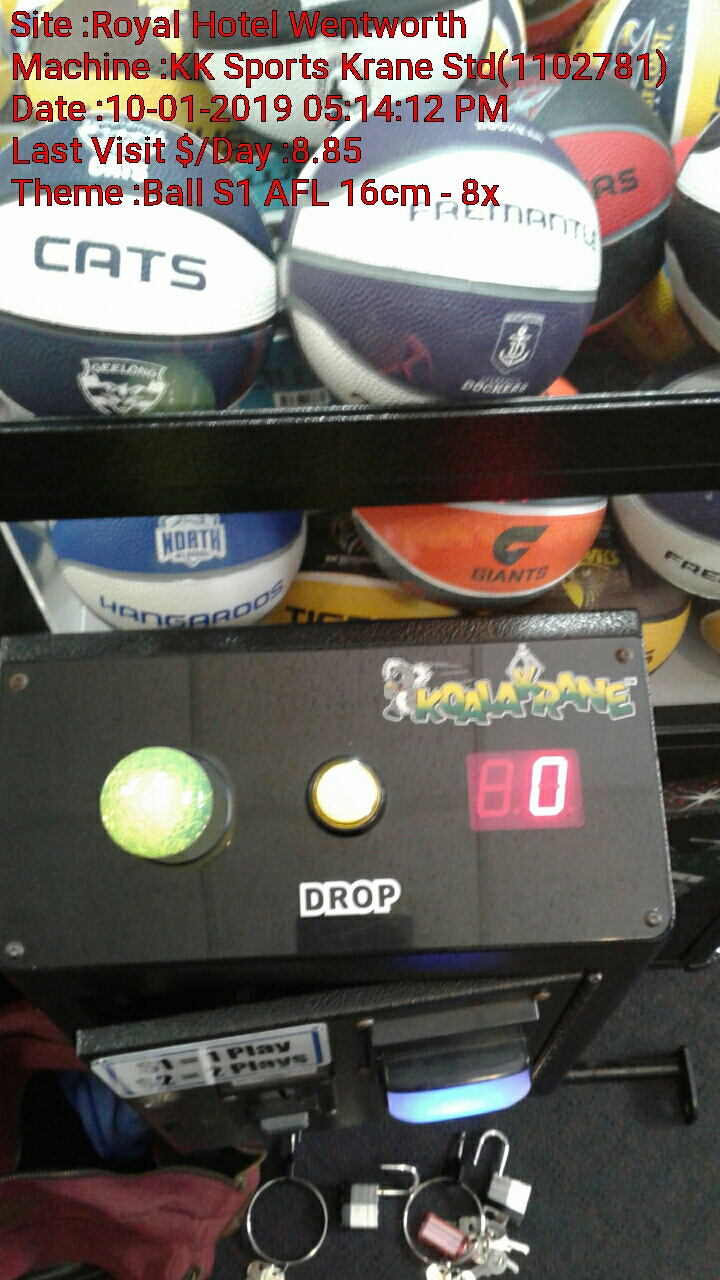 Site :Royal Hotel Wentworth
Machine :KK Sports Krane Std(1102781)
Date :10-01-2019 05:14:12 PM
Last Visit $/Day :8.85
Theme :Ball S1 AFL 16cm - 8x
CATS
FREMANTLE
GEELONG
DOCKERS
NORTH
GIANTS
KANGAROOS
KOALA KRANE
0
DROP
$1 = 1 Play
$2 = 2 Plays